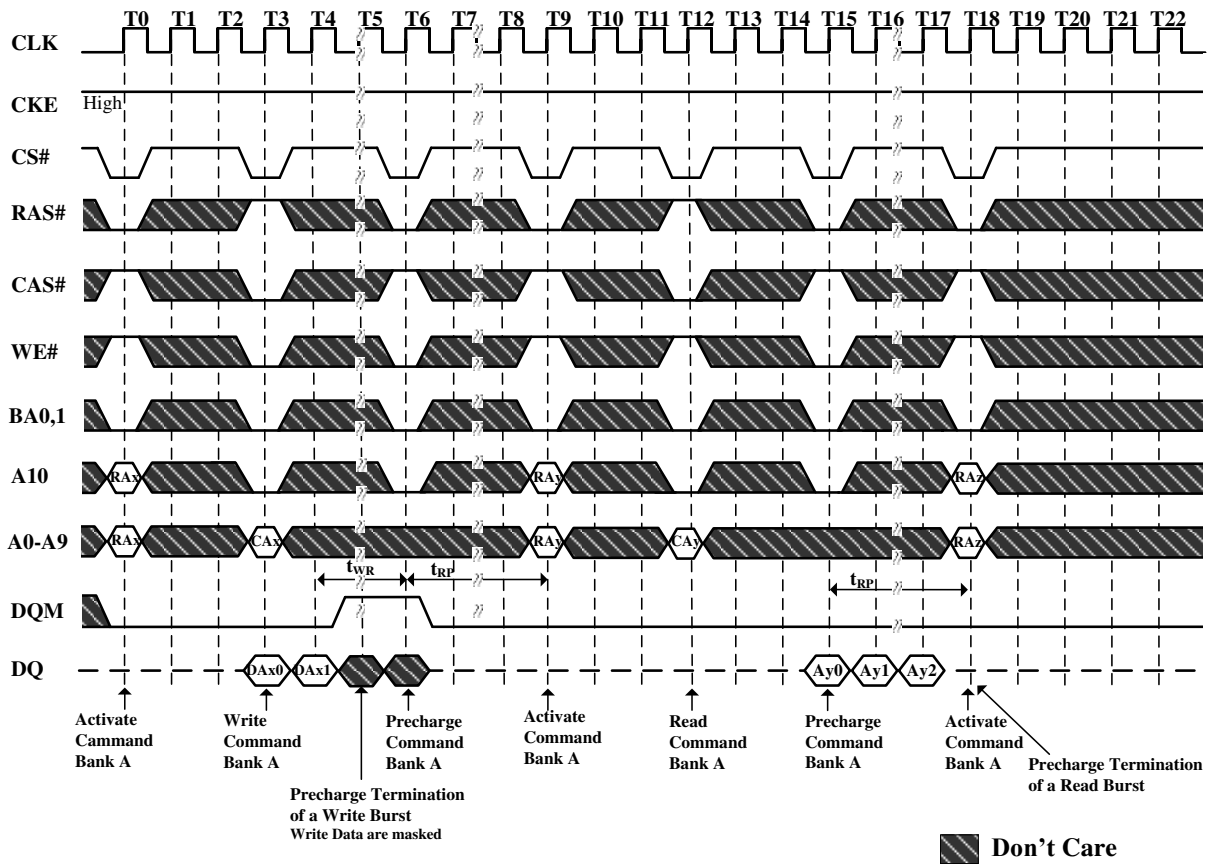 T0 T1 T2 T3 T4 T5 T6 T7 T8 T9 T10 T11 T12 T13 T14 T15 T16 T17 T18 T19 T20 T21 T22
CLK
CKE High
CS#
RAS#
CAS#
WE#
BA0,1
A10 RAx RAy RAz
A0-A9 RAx CAx RAy CAy RAz
tWR tRP tRP
DQM
DQ DAx0 DAx1 Ay0 Ay1 Ay2
Activate
Cammand
Bank A
Write
Command
Bank A
Precharge
Command
Bank A
Activate
Command
Bank A
Read
Command
Bank A
Precharge
Command
Bank A
Activate
Command
Bank A
Precharge Termination
of a Read Burst
Precharge Termination
of a Write Burst
Write Data are masked
Don't Care